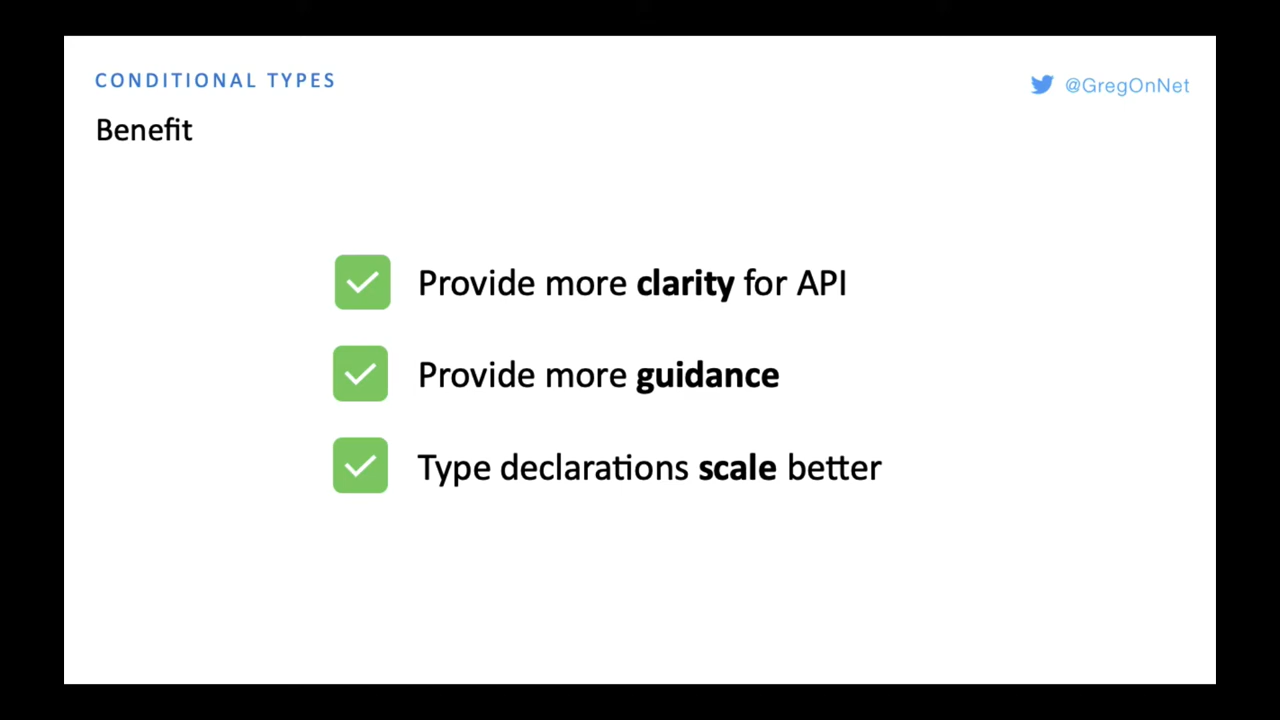 CONDITIONAL TYPES
@GregOnNet
Benefit
Provide more clarity for API
Provide more guidance
Type declarations scale better